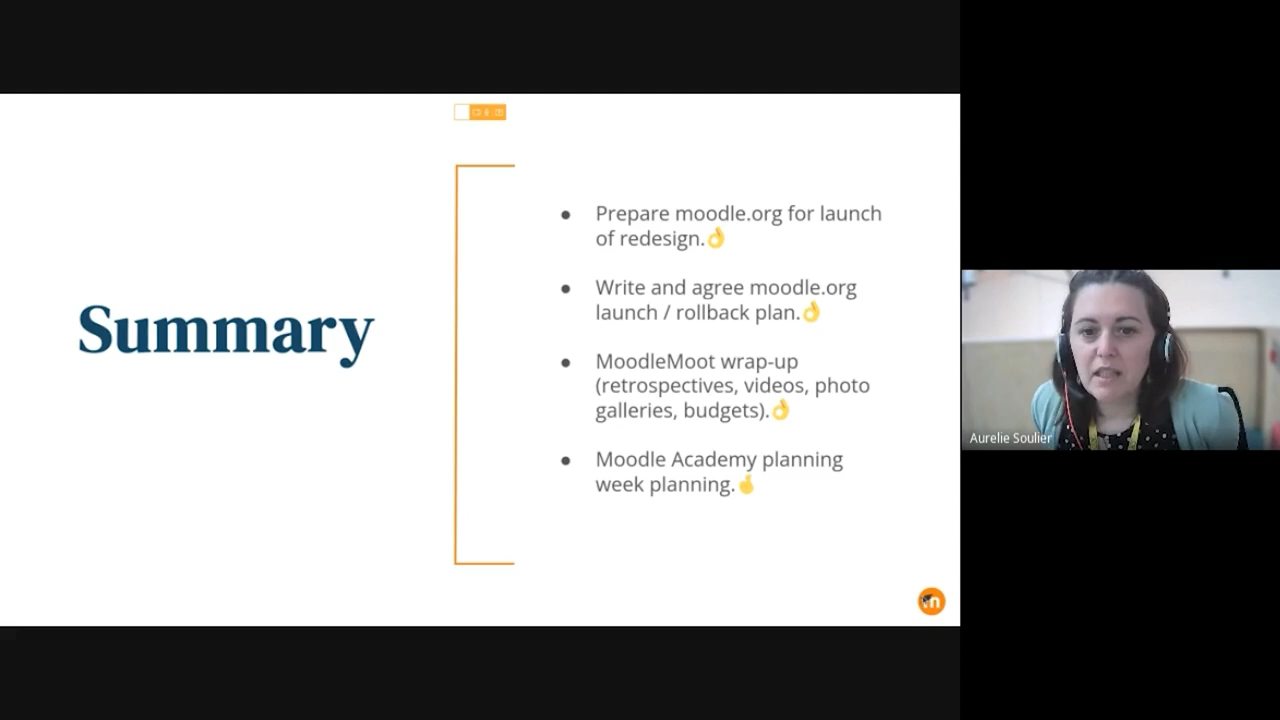 Summary
● Prepare moodle.org for launch
of redesign.👌
● Write and agree moodle.org
launch / rollback plan.👌
● MoodleMoot wrap-up
(retrospectives, videos, photo
galleries, budgets).👌
● Moodle Academy planning
week planning.🤞
m
Aurelie Soulier